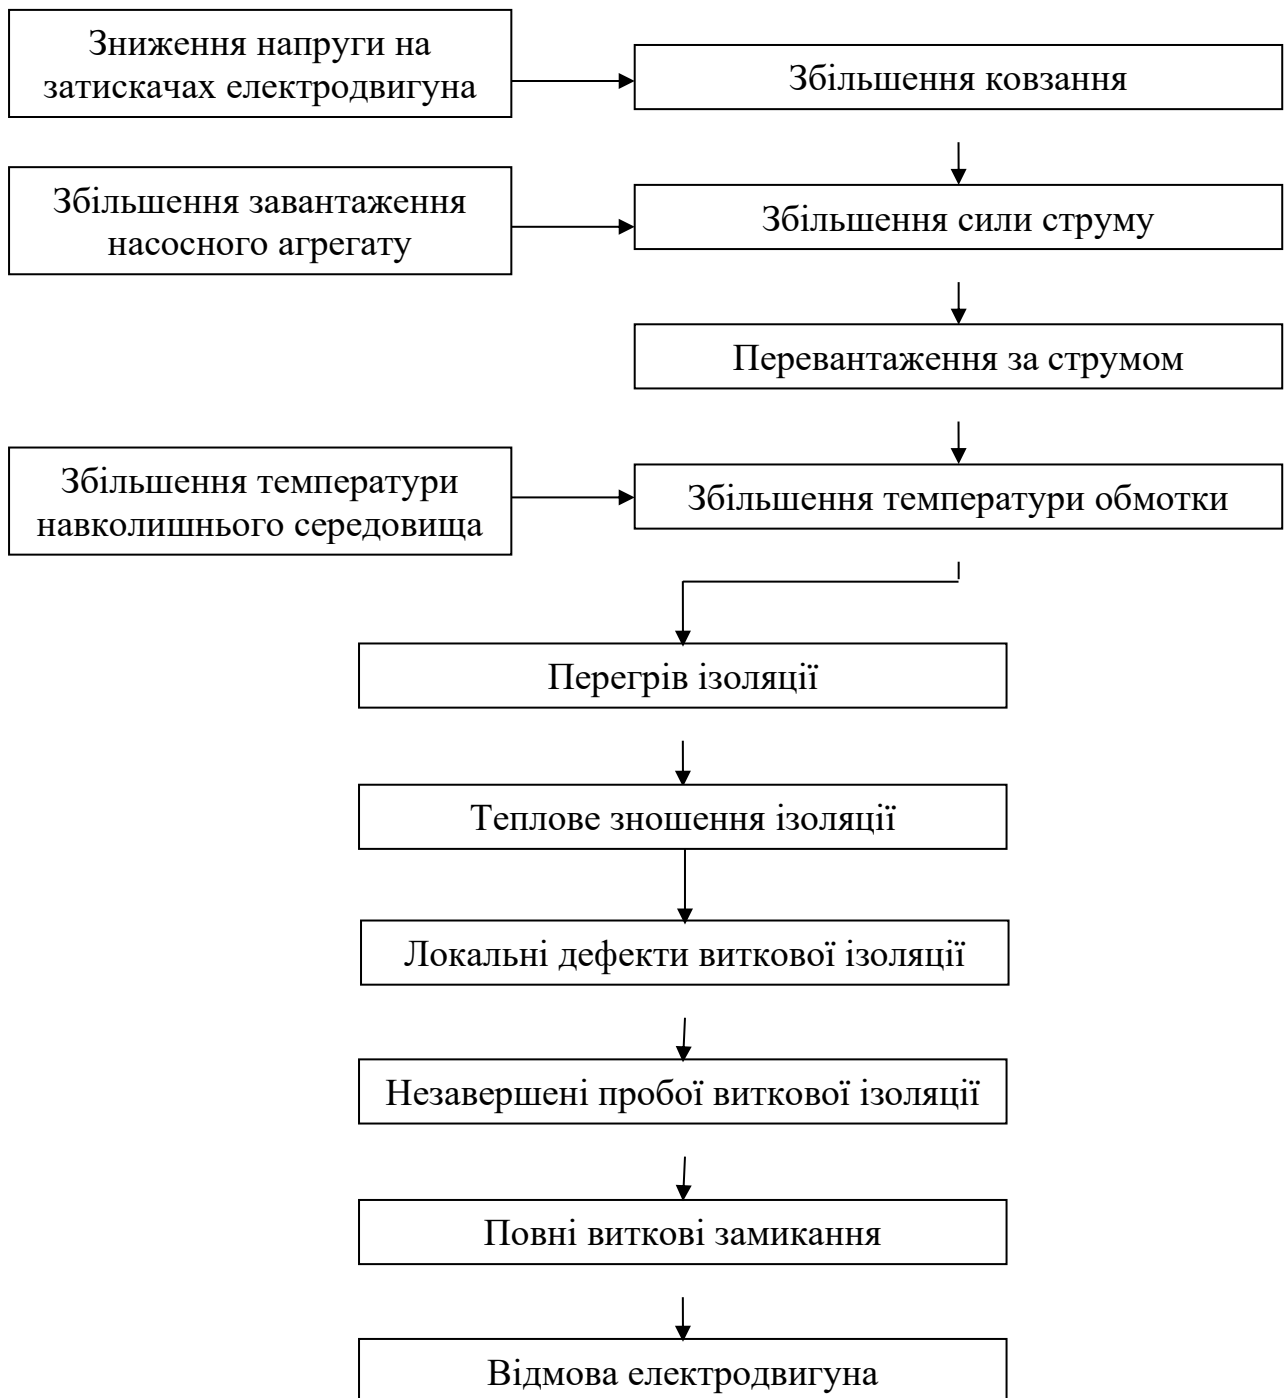 Зниження напруги на
затискачах електродвигуна
Збільшення ковзання
Збільшення завантаження
насосного агрегату
Збільшення сили струму
Перевантаження за струмом
Збільшення температури
навколишнього середовища
Збільшення температури обмотки
Перегрів ізоляції
Теплове зношення ізоляції
Локальні дефекти виткової ізоляції
Незавершені пробої виткової ізоляції
Повні виткові замикання
Відмова електродвигуна